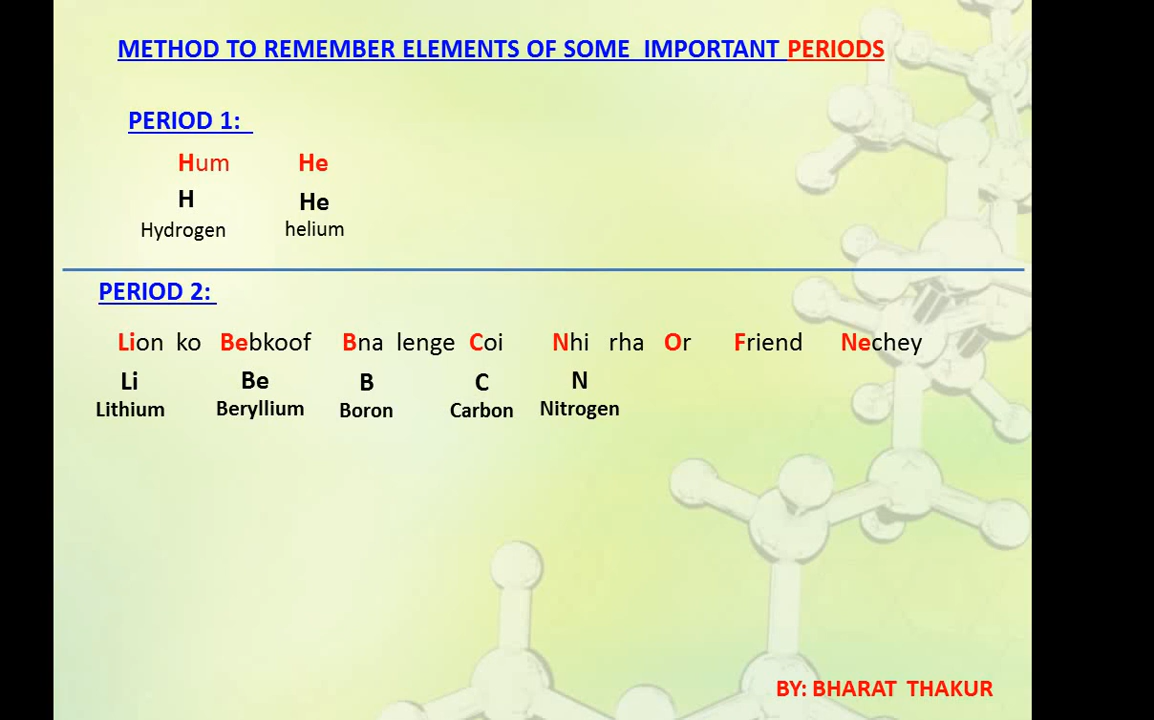 METHOD TO REMEMBER ELEMENTS OF SOME IMPORTANT PERIODS
PERIOD 1:
Hum He
H He
Hydrogen helium
PERIOD 2:
Lion ko Bebkoof Bna lenge Coi Nhi rha Or Friend Nechey
Li Be B C N
Lithium Beryllium Boron Carbon Nitrogen
BY: BHARAT THAKUR